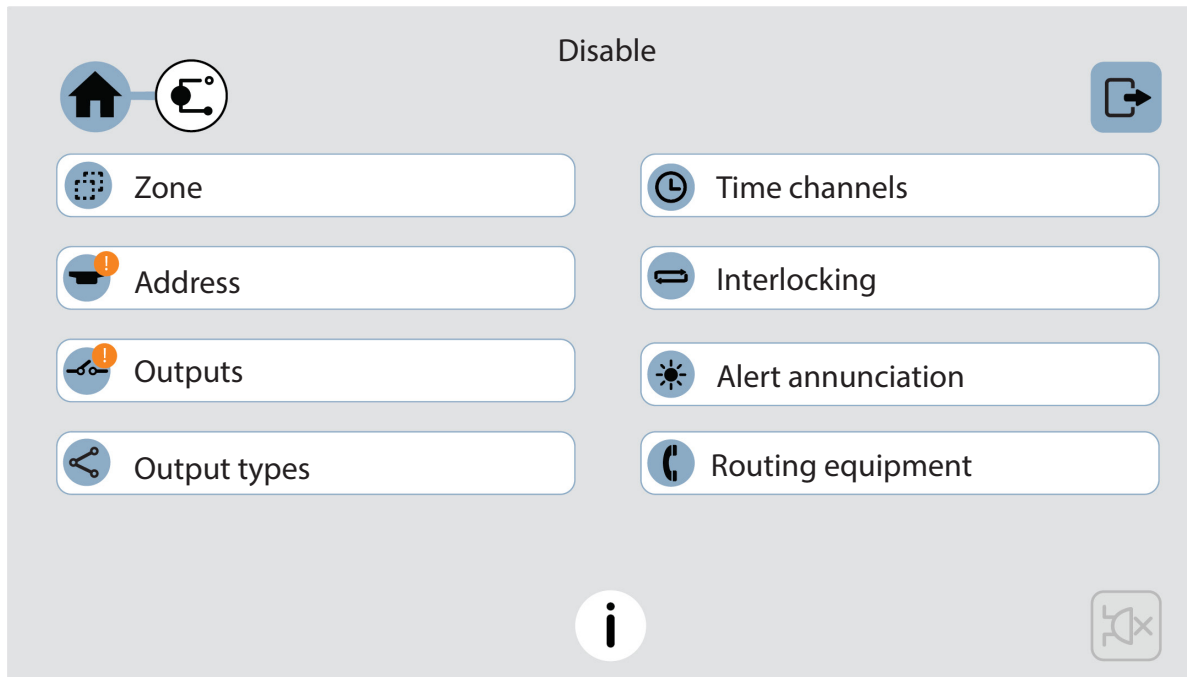 Disable
Zone
Address
!
Outputs
!
Output types
Time channels
Interlocking
Alert annunciation
Routing equipment
i